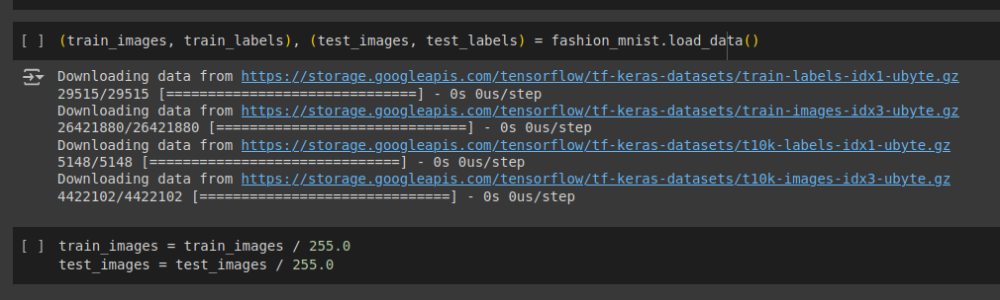 [ ] (train_images, train_labels), (test_images, test_labels) = fashion_mnist.load_data()
Downloading data from https://storage.googleapis.com/tensorflow/tf-keras-datasets/train-labels-idx1-ubyte.gz
29515/29515 [==============================] - 0s 0us/step
Downloading data from https://storage.googleapis.com/tensorflow/tf-keras-datasets/train-images-idx3-ubyte.gz
26421880/26421880 [==============================] - 0s 0us/step
Downloading data from https://storage.googleapis.com/tensorflow/tf-keras-datasets/t10k-labels-idx1-ubyte.gz
5148/5148 [==============================] - 0s 0us/step
Downloading data from https://storage.googleapis.com/tensorflow/tf-keras-datasets/t10k-images-idx3-ubyte.gz
4422102/4422102 [==============================] - 0s 0us/step
[ ] train_images = train_images / 255.0
test_images = test_images / 255.0